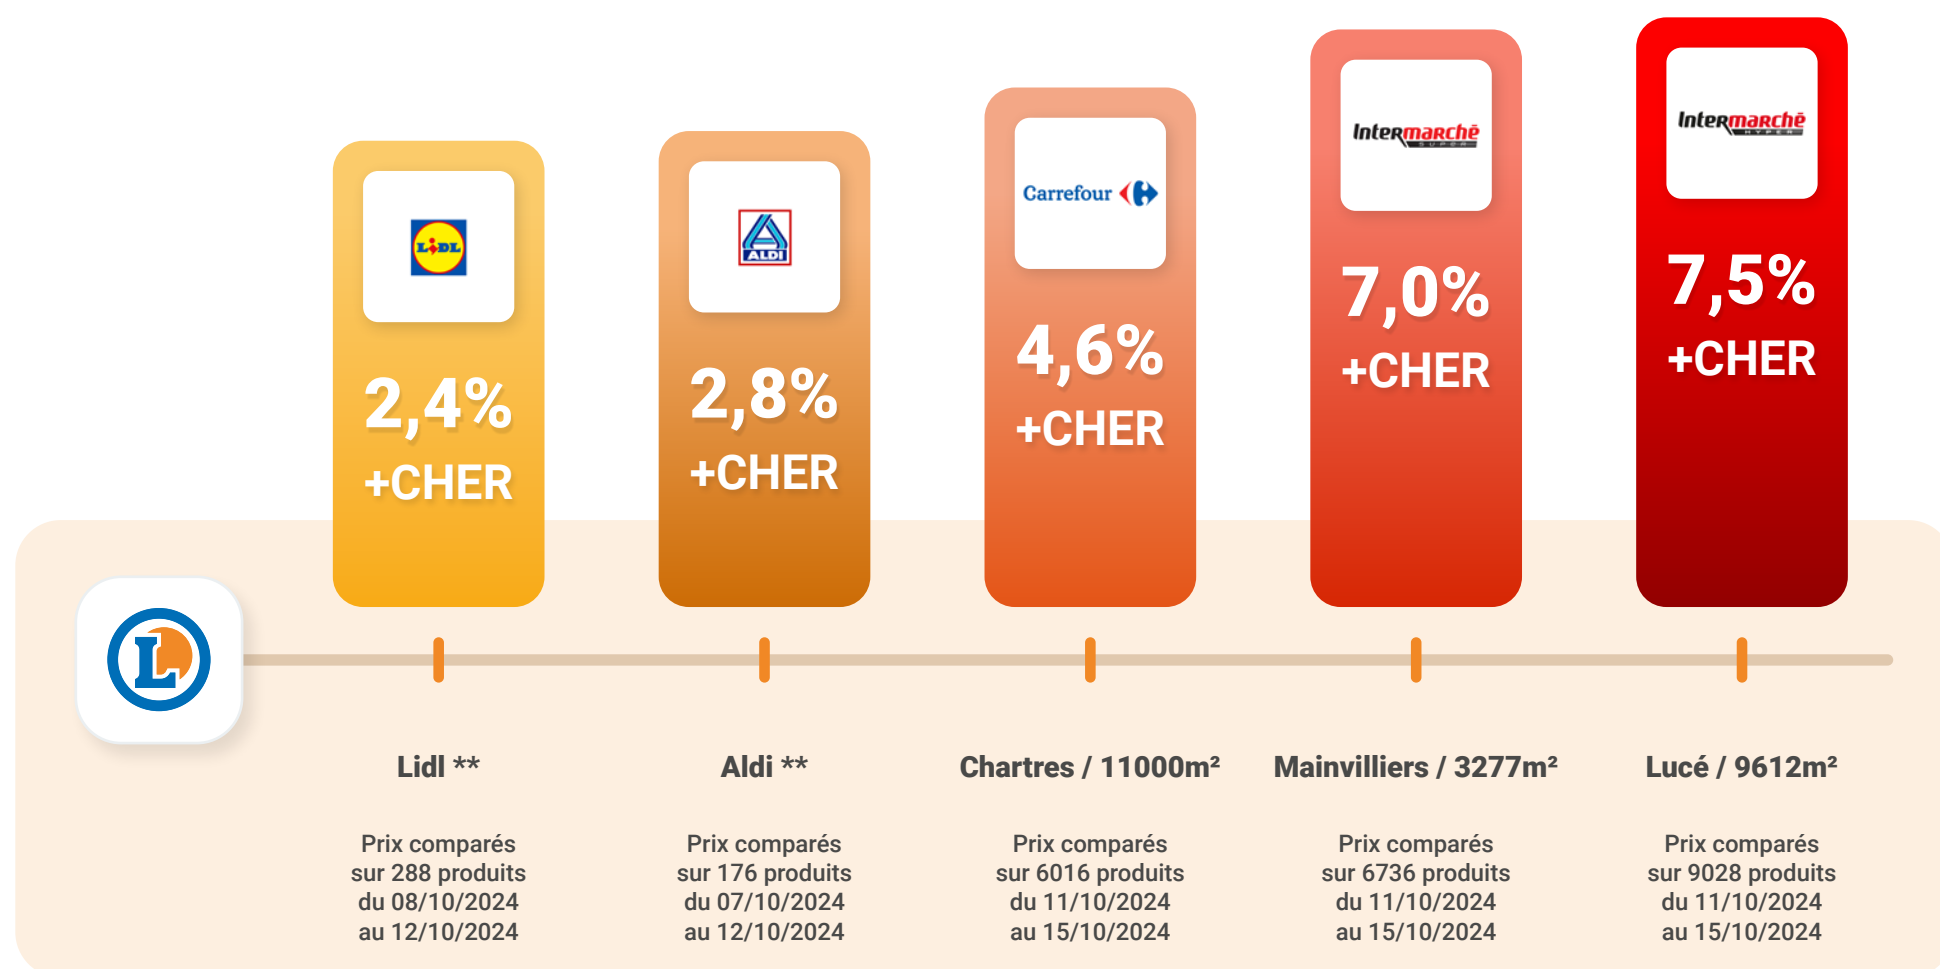 LIDL
2,4%
+CHER
ALDI
2,8%
+CHER
Carrefour
4,6%
+CHER
Intermarchē
SUPER
7,0%
+CHER
Intermarchē
HYPER
7,5%
+CHER
L
Lidl **
Prix comparés
sur 288 produits
du 08/10/2024
au 12/10/2024
Aldi **
Prix comparés
sur 176 produits
du 07/10/2024
au 12/10/2024
Chartres / 11000m²
Prix comparés
sur 6016 produits
du 11/10/2024
au 15/10/2024
Mainvilliers / 3277m²
Prix comparés
sur 6736 produits
du 11/10/2024
au 15/10/2024
Lucé / 9612m²
Prix comparés
sur 9028 produits
du 11/10/2024
au 15/10/2024